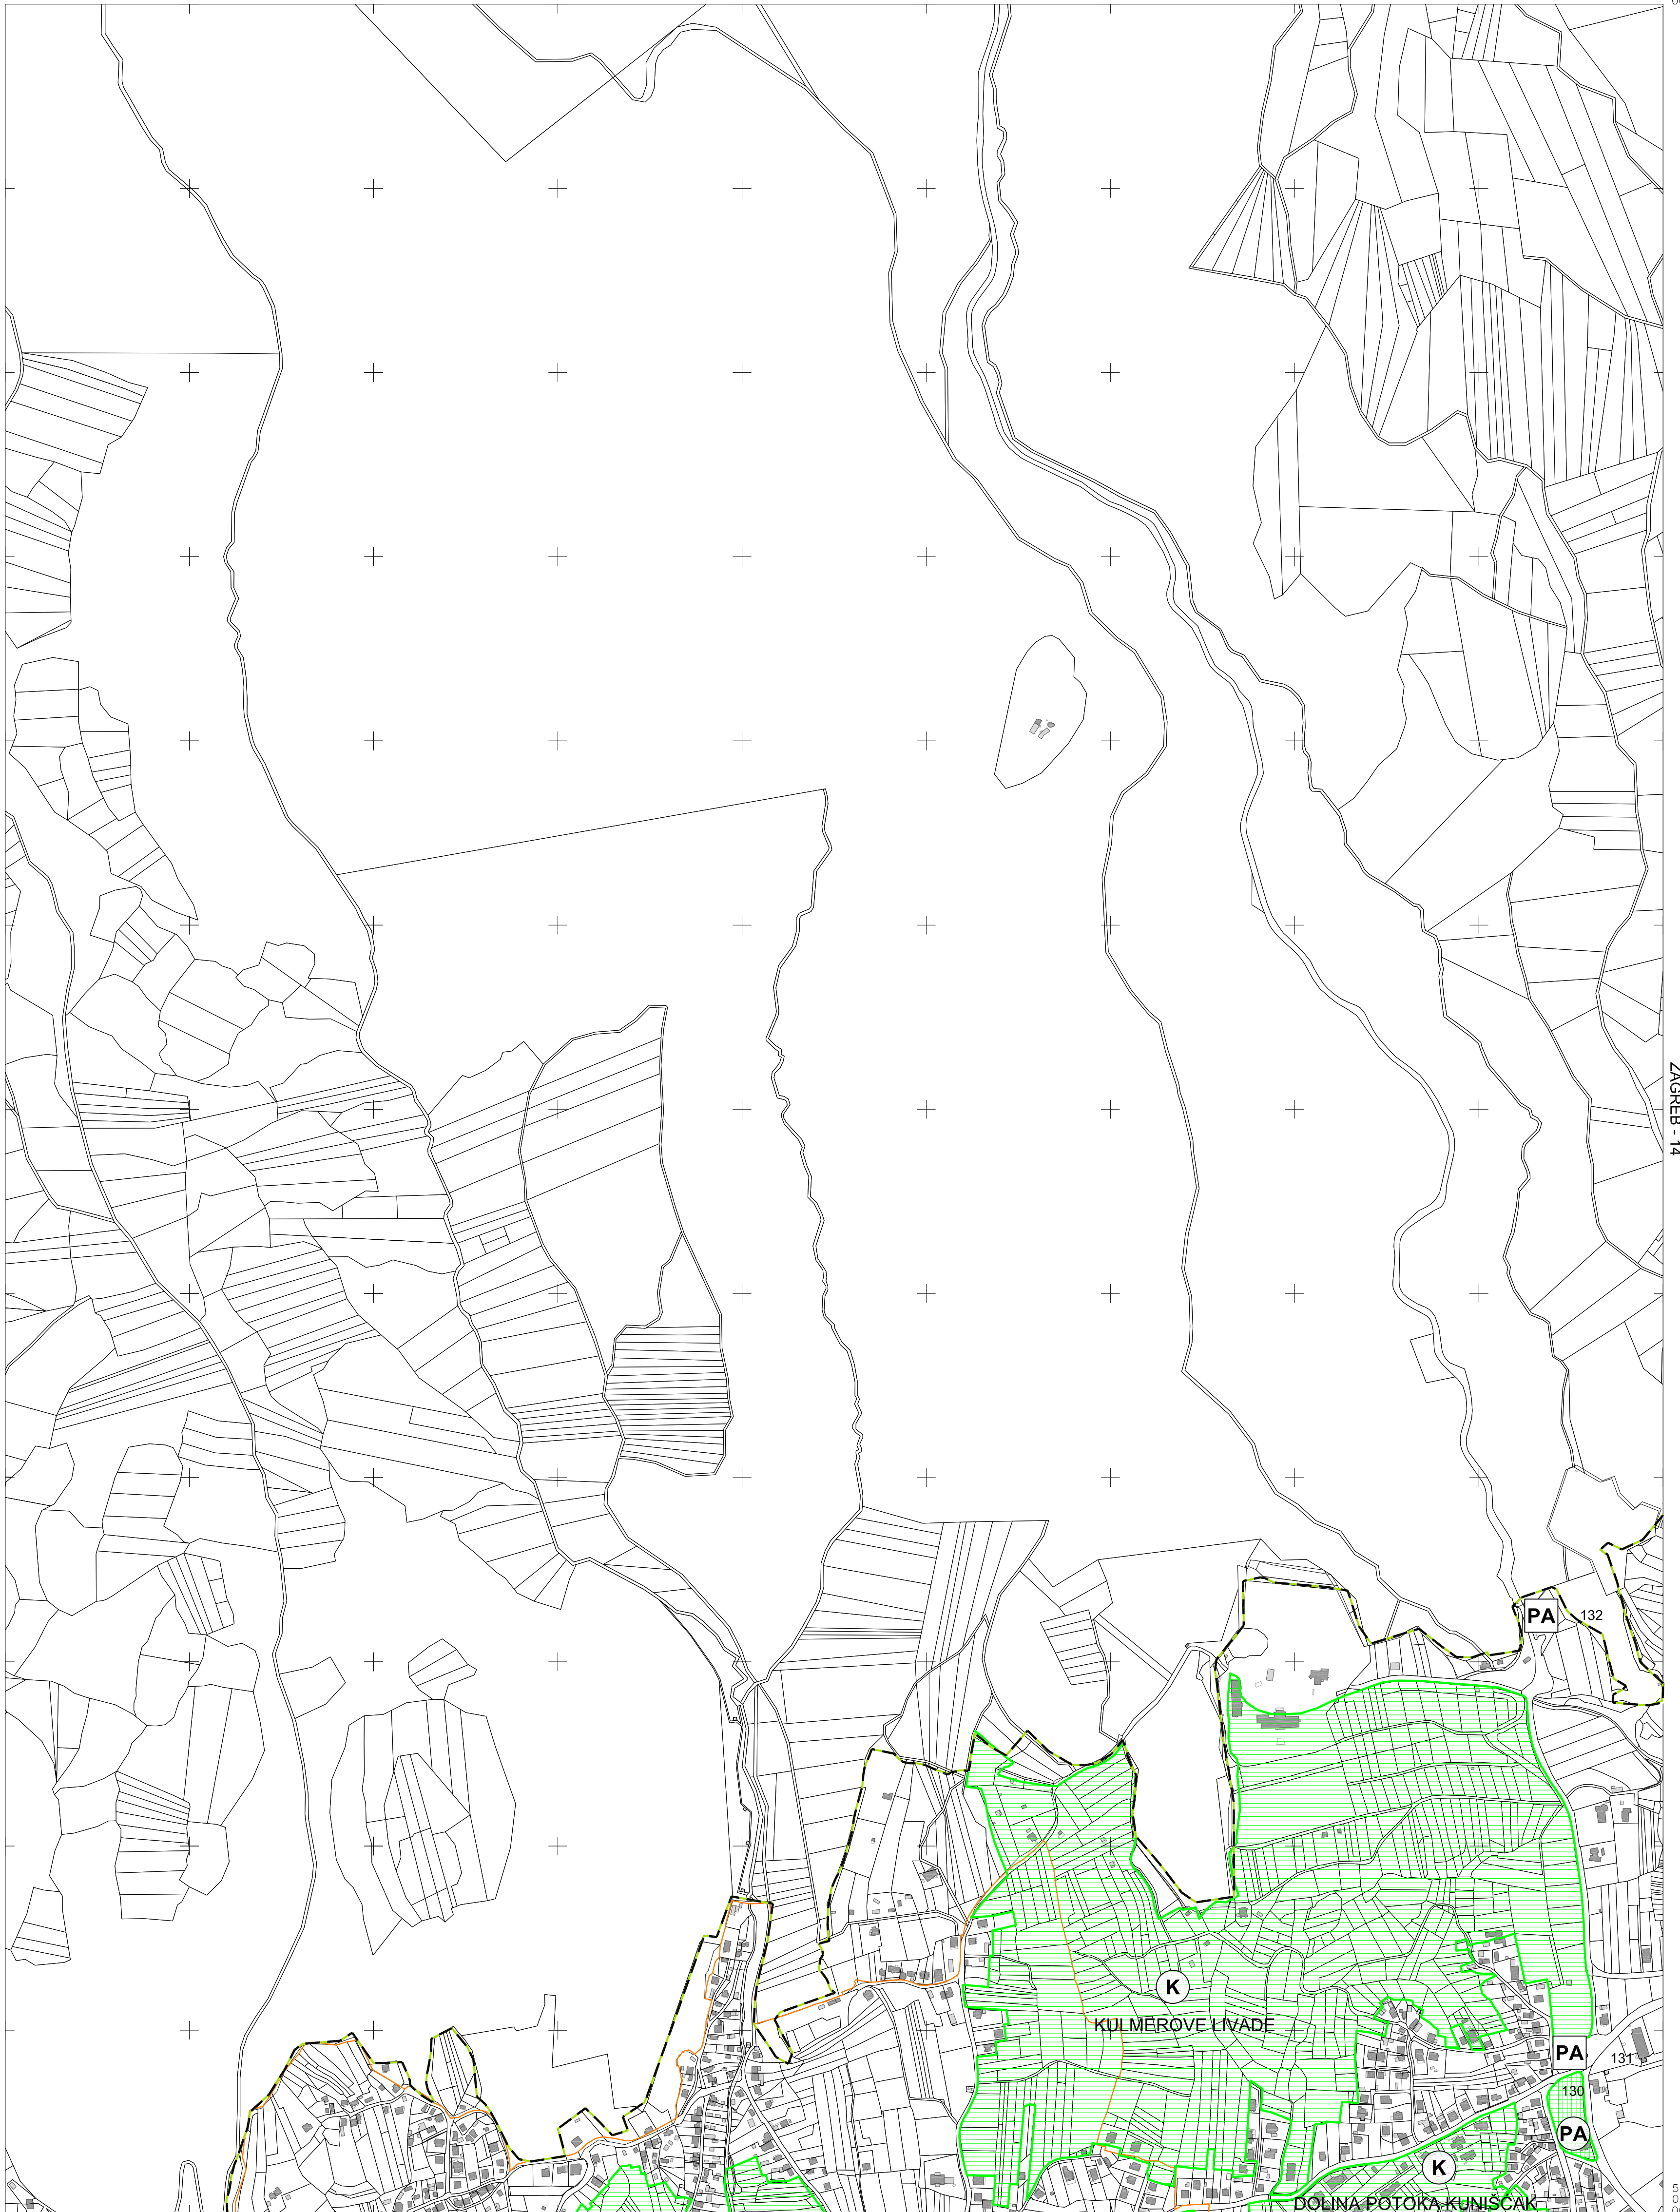 ZAGREB - 14
PA
132
K
KULMEROVE LIVADE
PA
131
130
PA
K
DOLINA POTOKA KUNIŠČAK